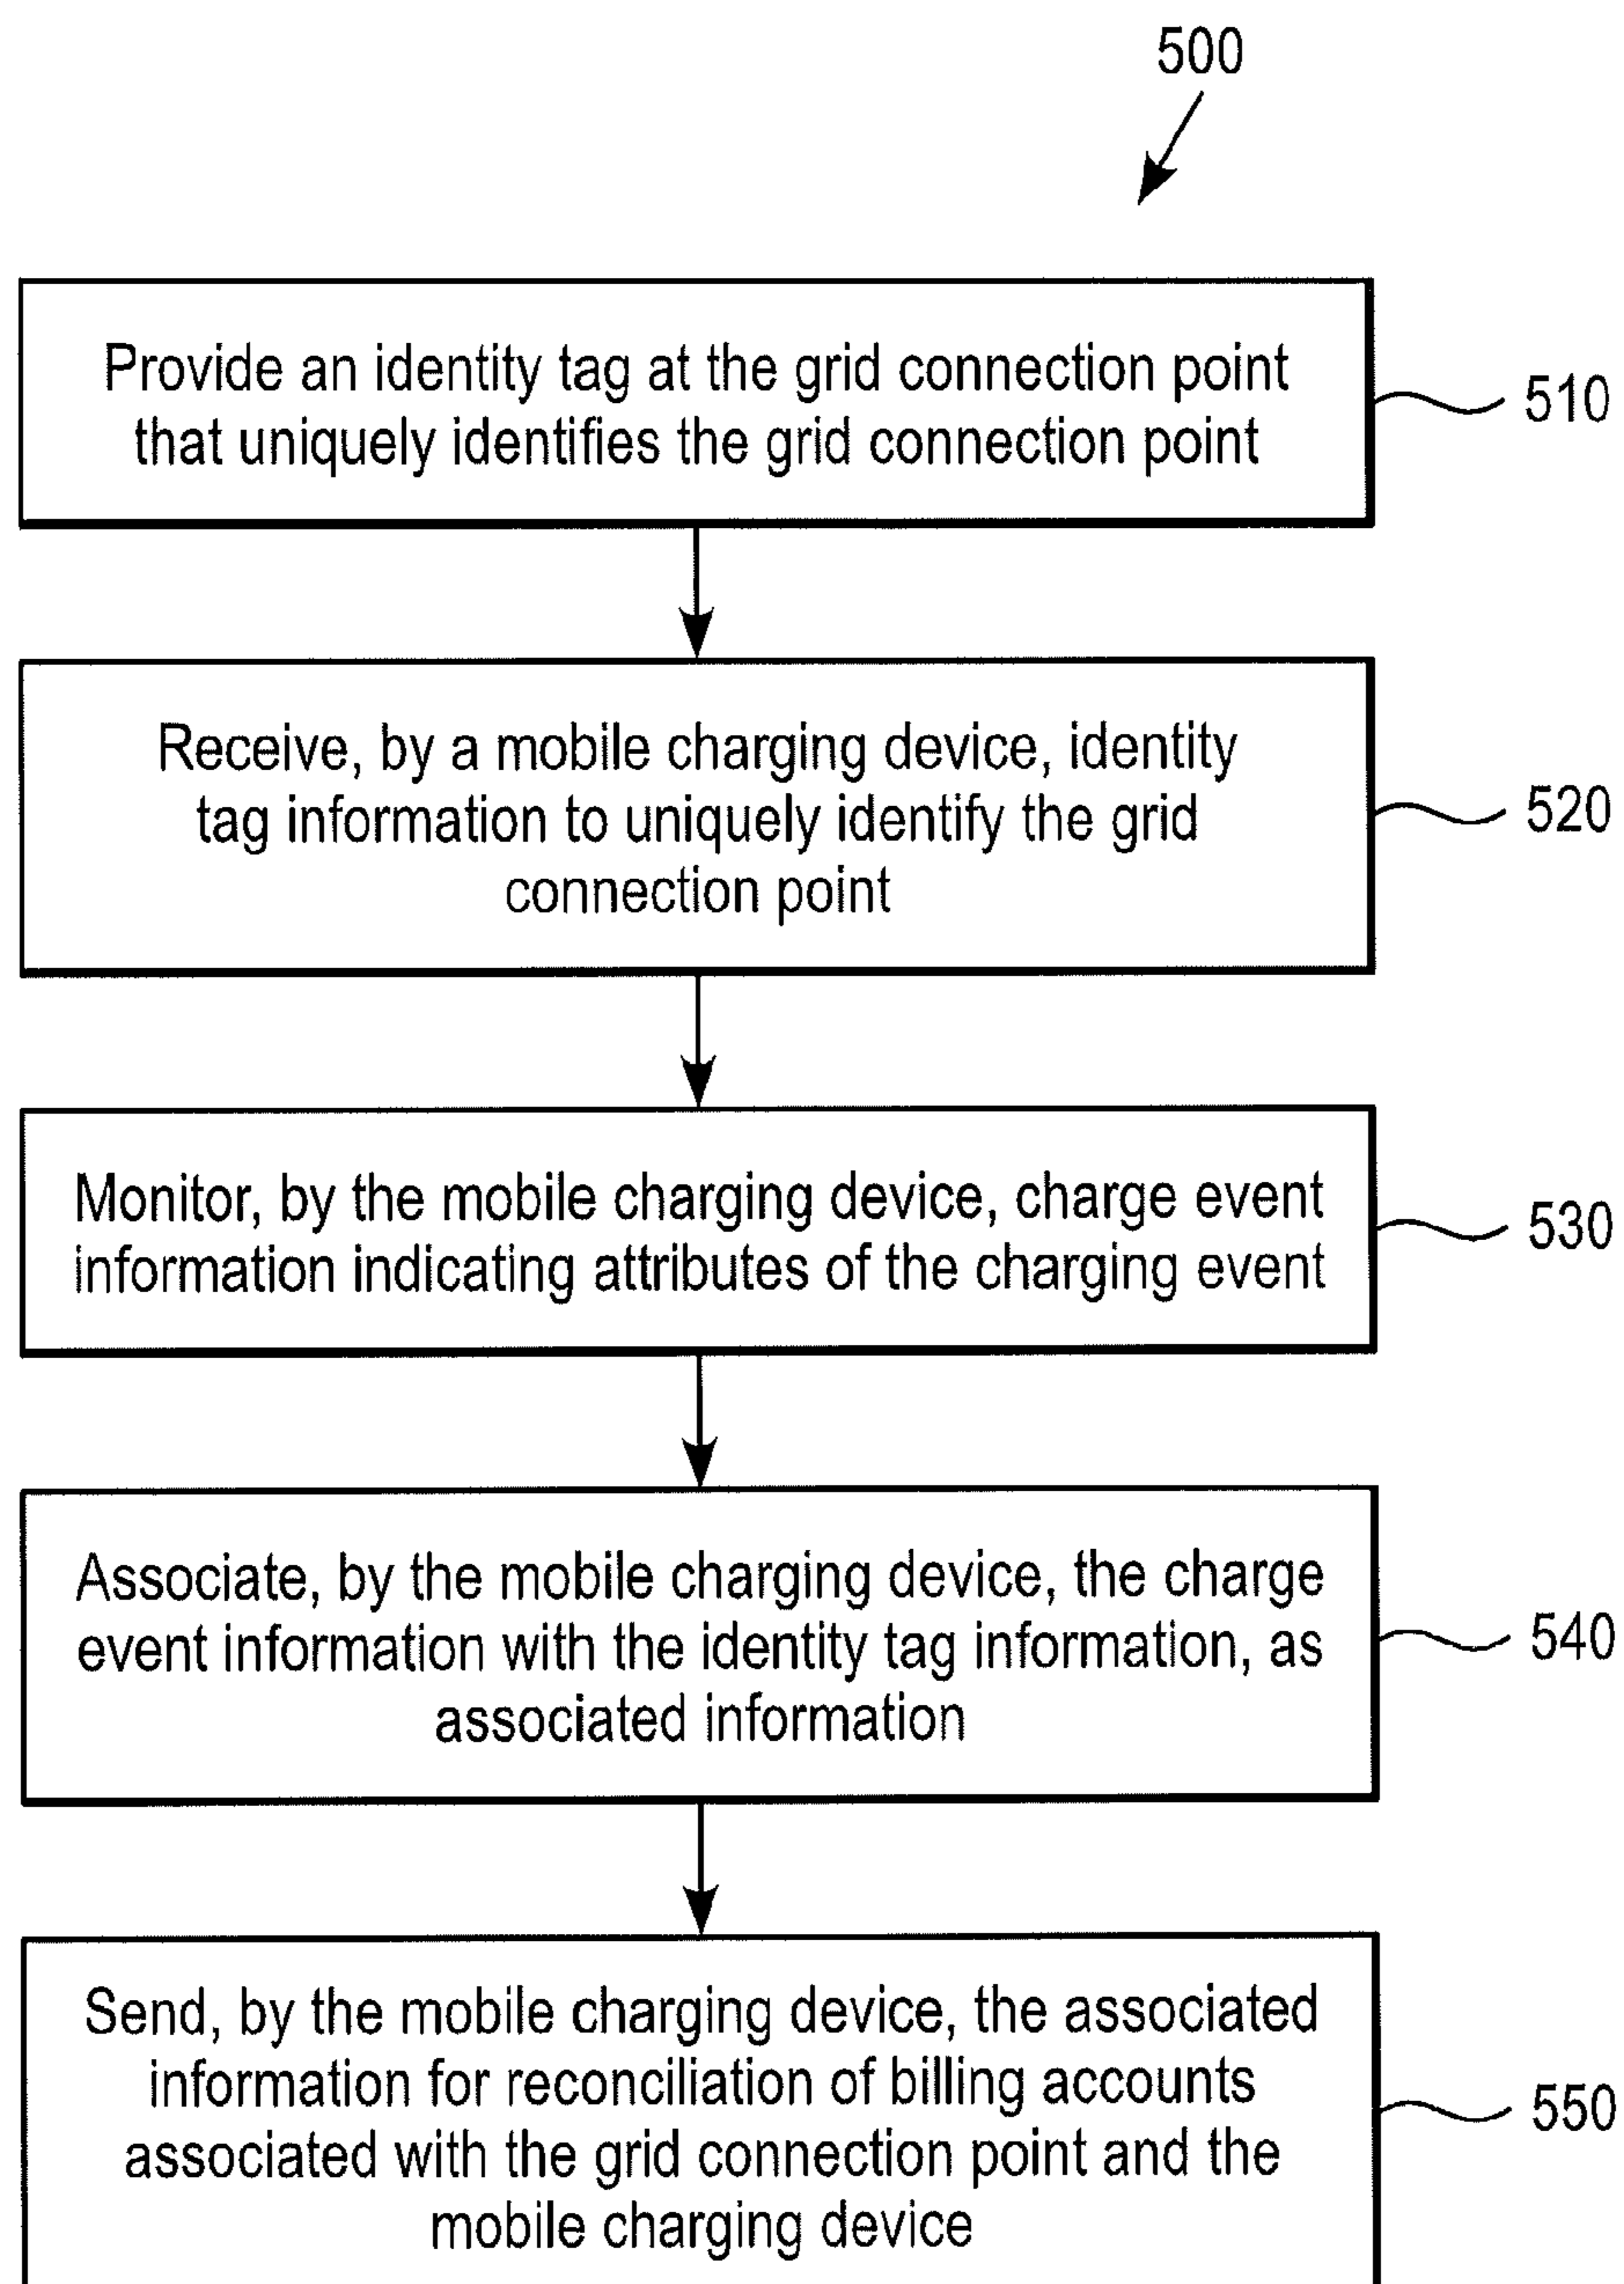 500
Provide an identity tag at the grid connection point
that uniquely identifies the grid connection point
510
Receive, by a mobile charging device, identity
tag information to uniquely identify the grid
connection point
520
Monitor, by the mobile charging device, charge event
information indicating attributes of the charging event
530
Associate, by the mobile charging device, the charge
event information with the identity tag information, as
associated information
540
Send, by the mobile charging device, the associated
information for reconciliation of billing accounts
associated with the grid connection point and the
mobile charging device
550